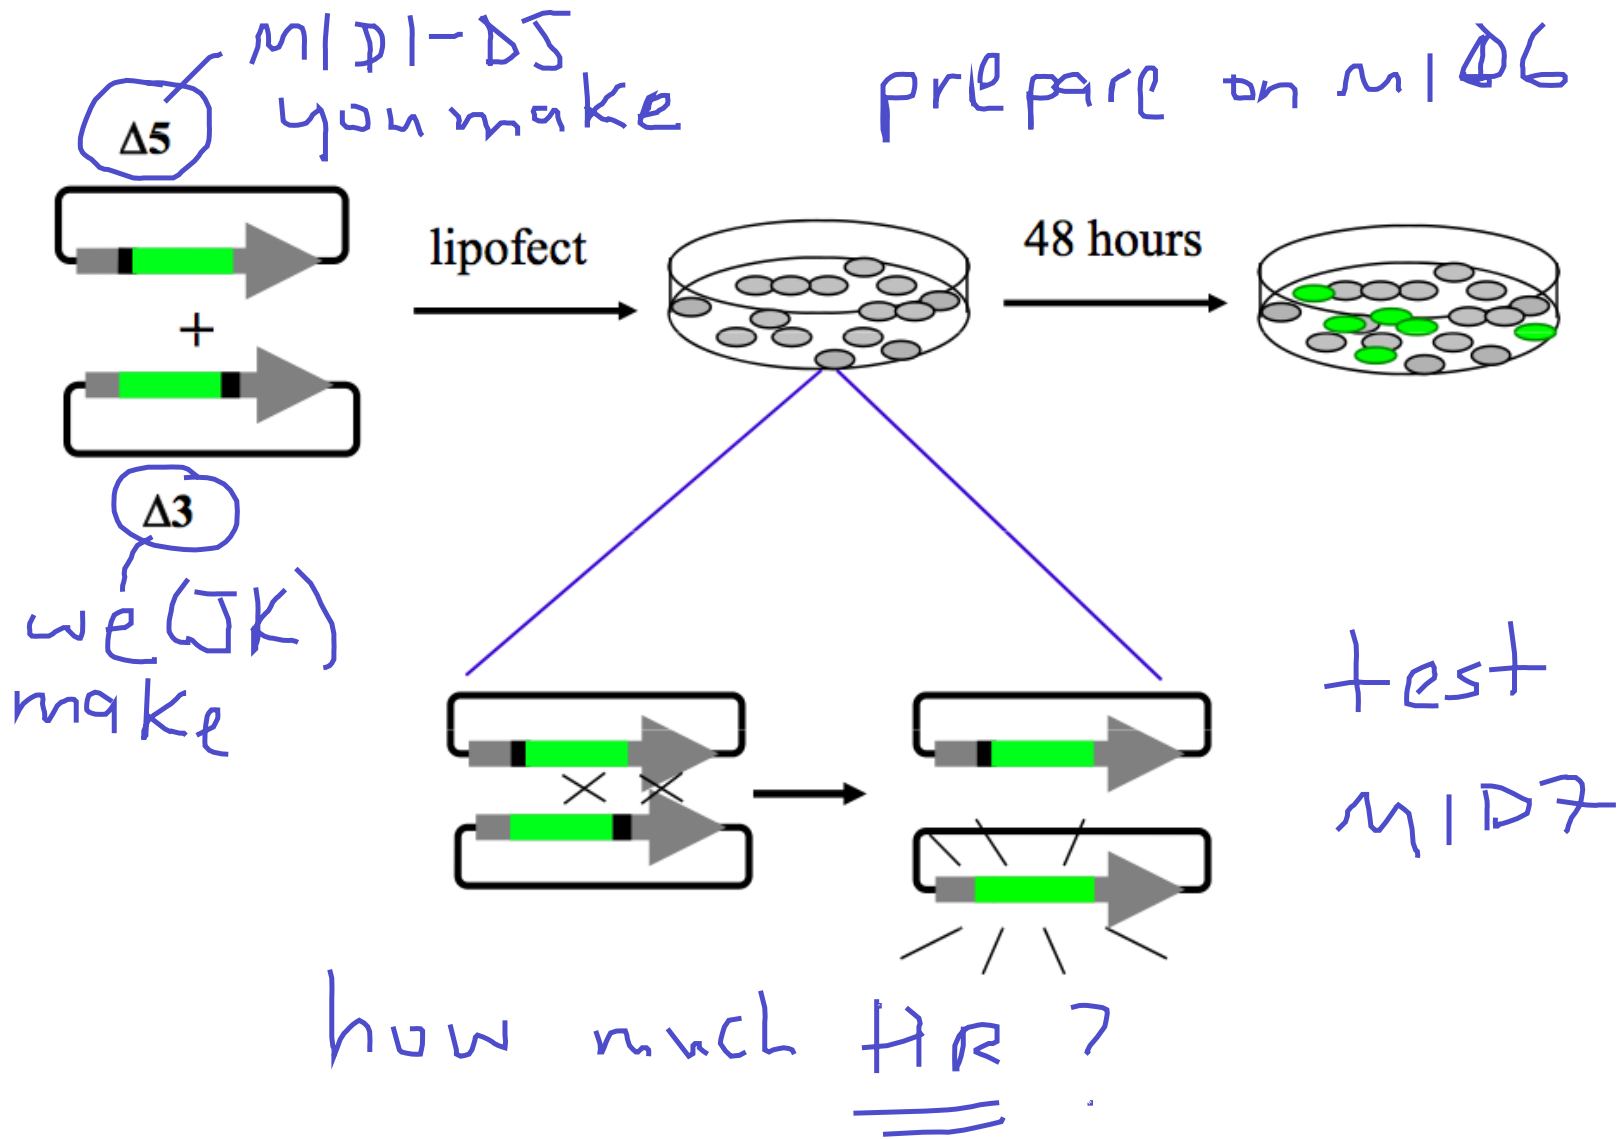 M1D1-D5
you make
prepare on M1D6
Δ5
lipofect
48 hours
+
Δ3
we (JK)
make
test
M1D7
how much HR?